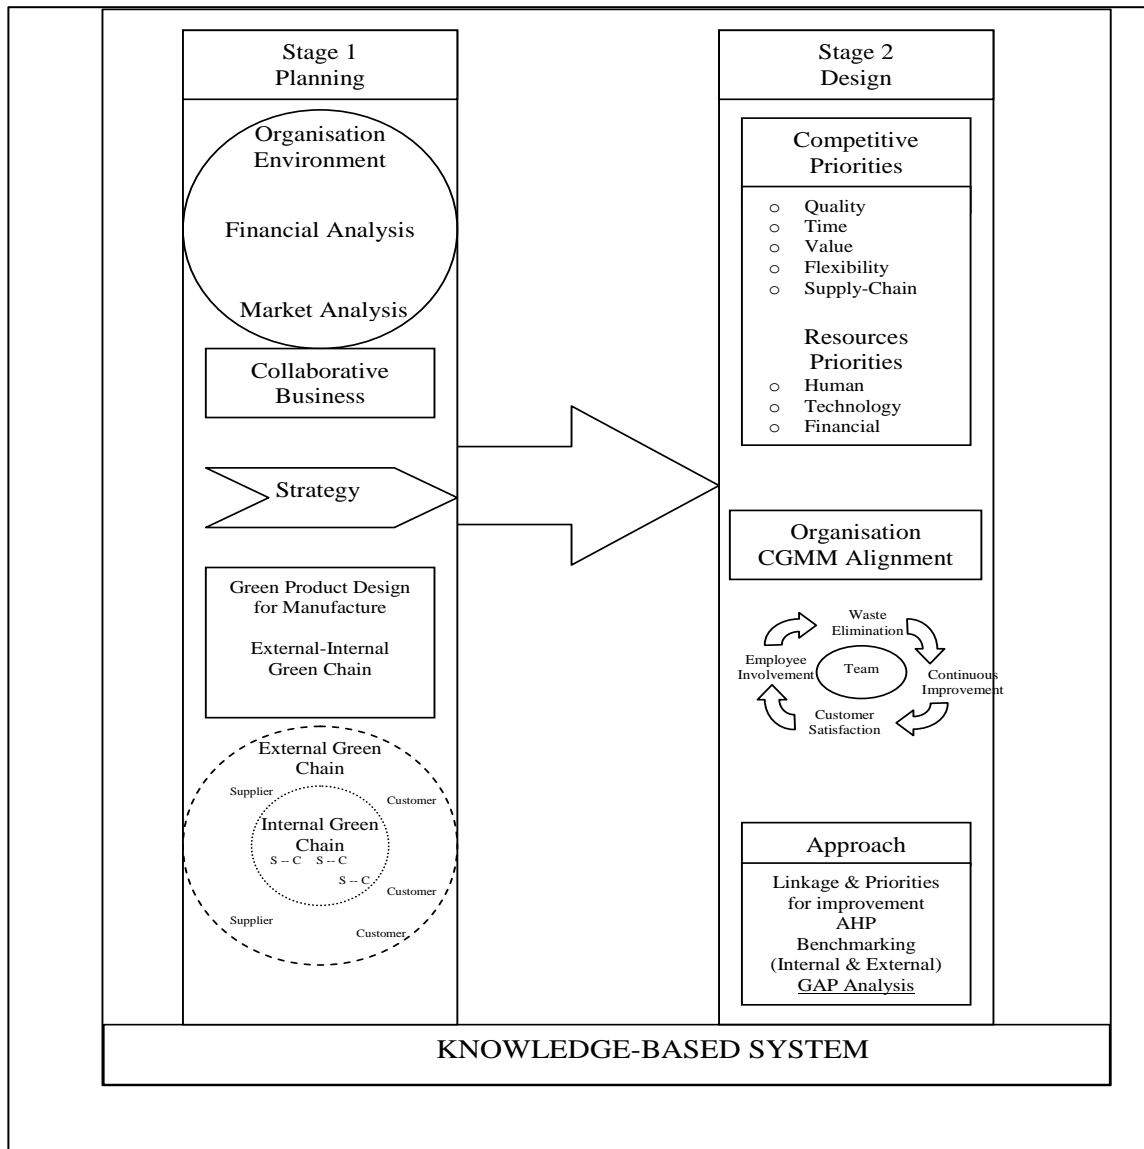 Stage 1
Planning
Organisation
Environment
Financial Analysis
Market Analysis
Collaborative
Business
Strategy
Green Product Design
for Manufacture
External-Internal
Green Chain
External Green
Chain
Supplier
Customer
Internal Green
Chain
S -- C S -- C
S -- C
Customer
Supplier
Customer
Stage 2
Design
Competitive
Priorities
o Quality
o Time
o Value
o Flexibility
o Supply-Chain
Resources
Priorities
o Human
o Technology
o Financial
Organisation
CGMM Alignment
Waste
Elimination
Employee
Involvement
Team
Continuous
Improvement
Customer
Satisfaction
Approach
Linkage & Priorities
for improvement
AHP
Benchmarking
(Internal & External)
GAP Analysis
KNOWLEDGE-BASED SYSTEM